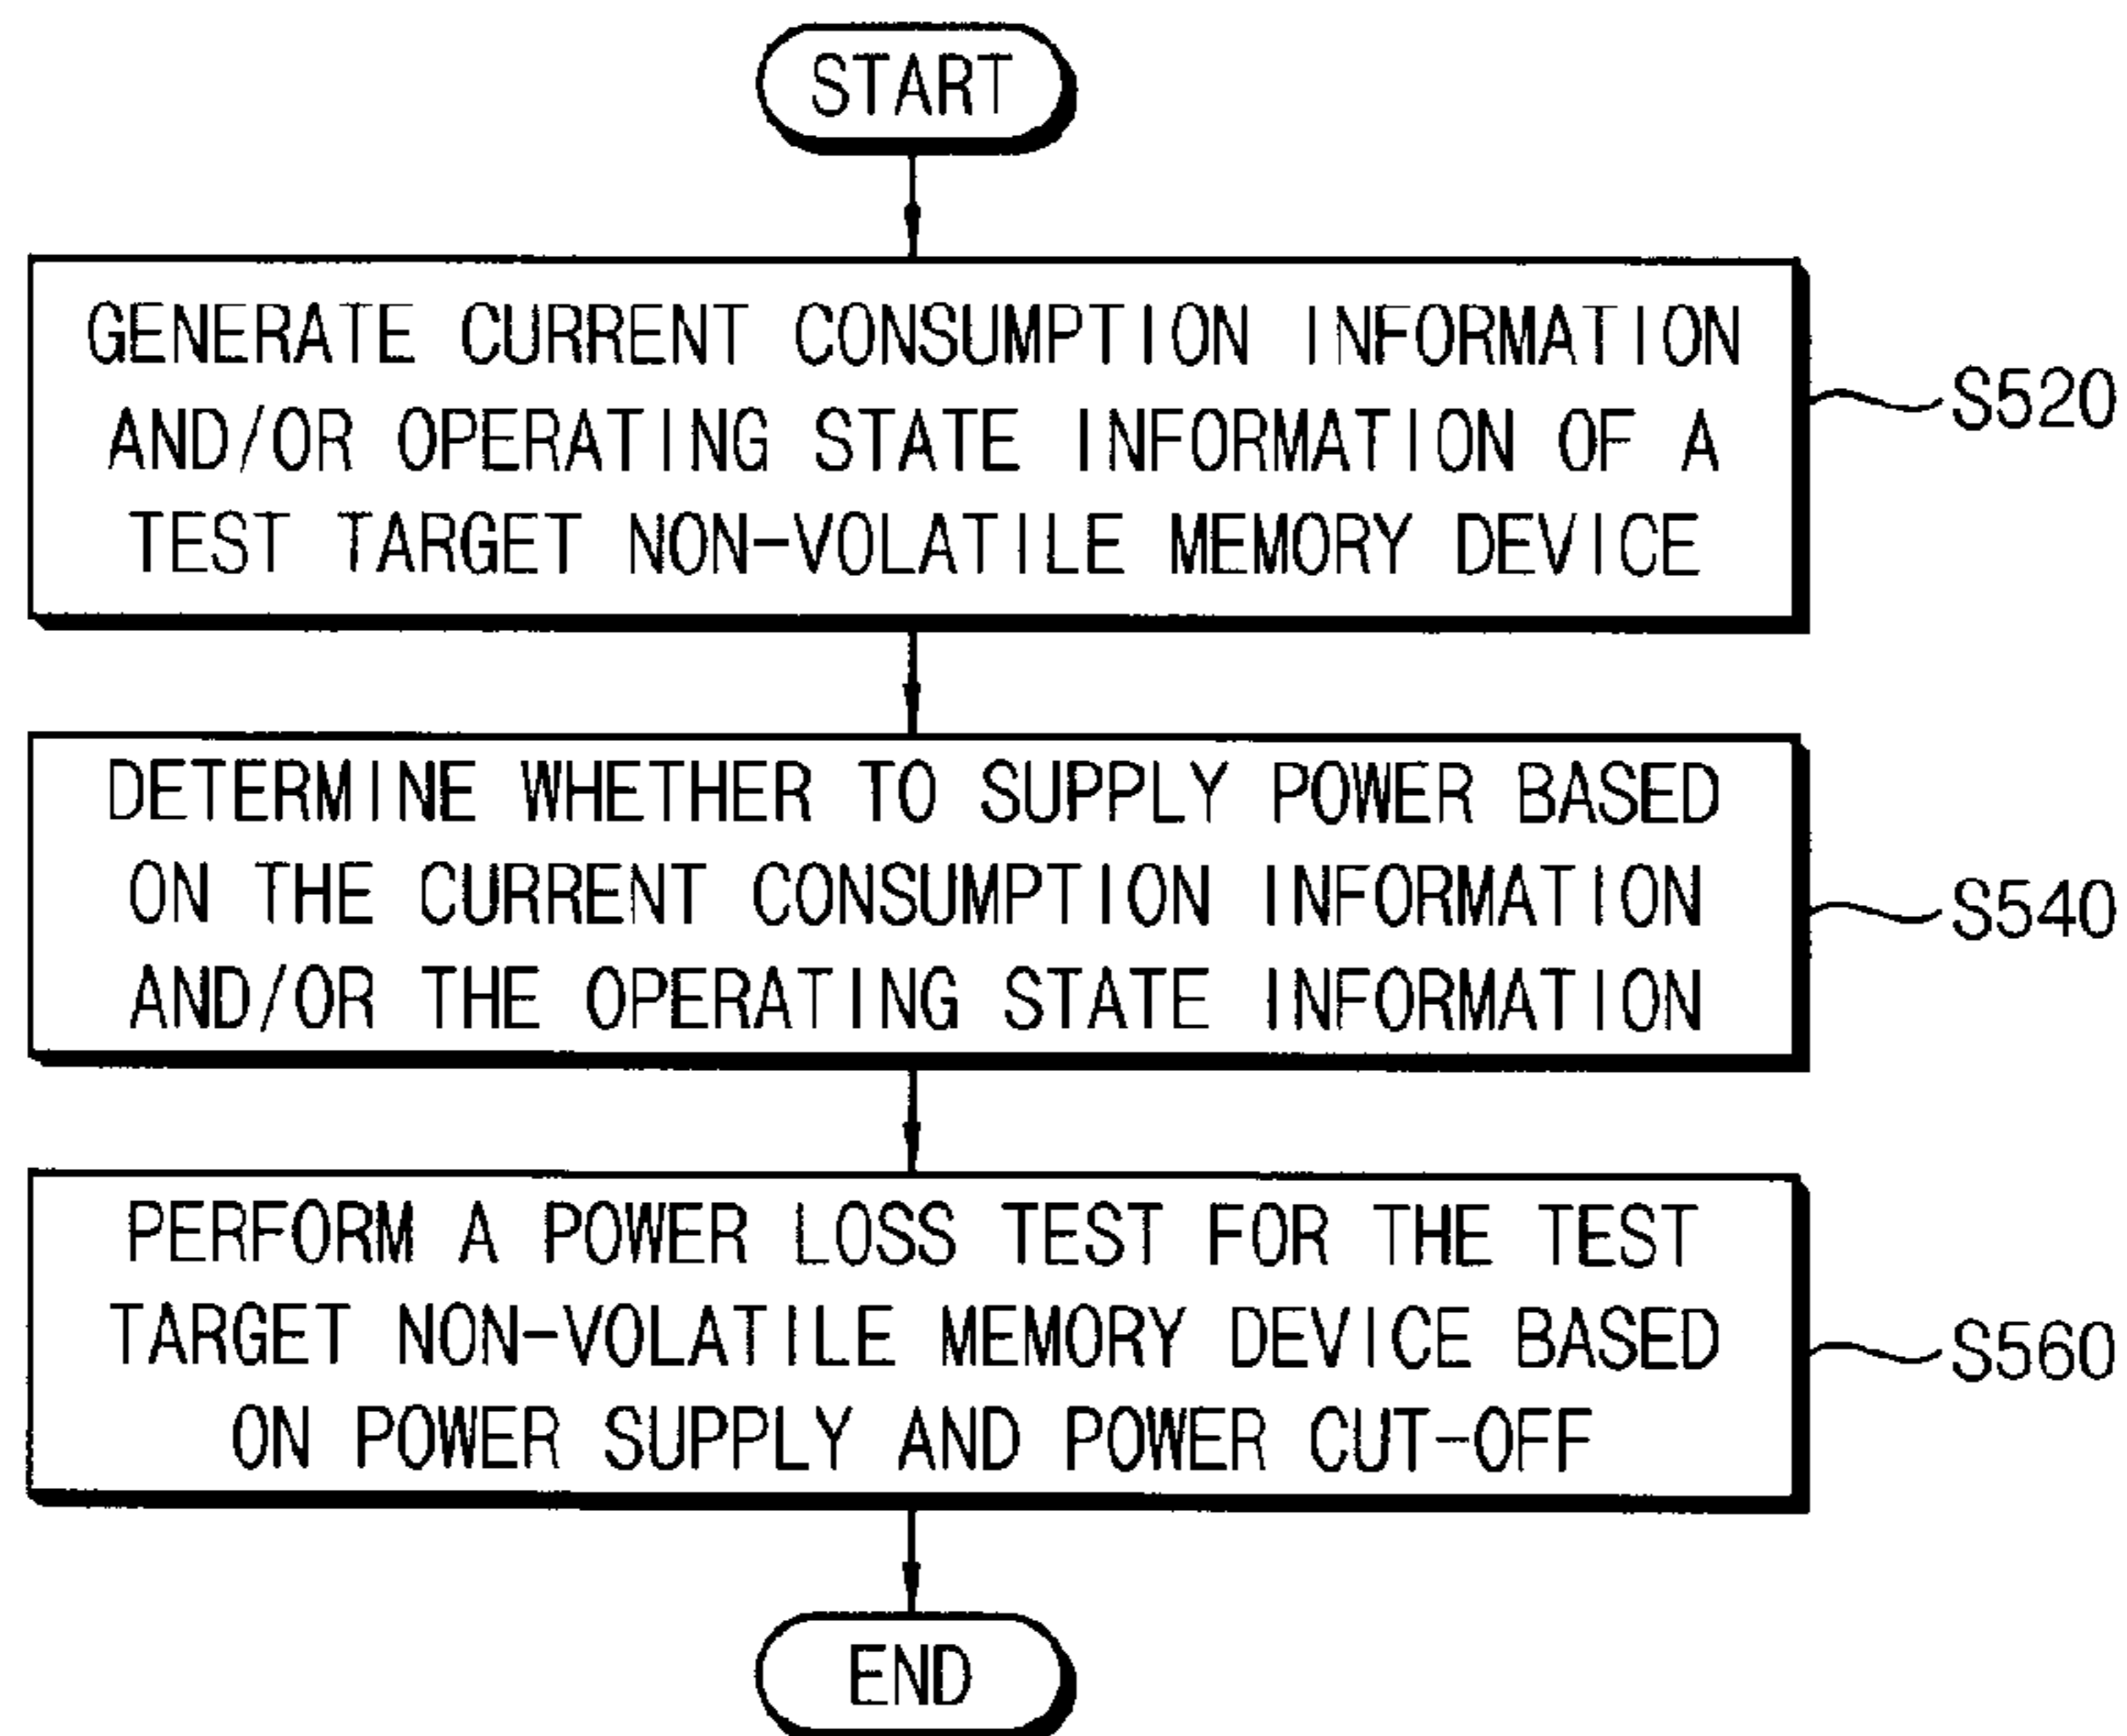 START
GENERATE CURRENT CONSUMPTION INFORMATION
AND/OR OPERATING STATE INFORMATION OF A
TEST TARGET NON-VOLATILE MEMORY DEVICE
S520
DETERMINE WHETHER TO SUPPLY POWER BASED
ON THE CURRENT CONSUMPTION INFORMATION
AND/OR THE OPERATING STATE INFORMATION
S540
PERFORM A POWER LOSS TEST FOR THE TEST
TARGET NON-VOLATILE MEMORY DEVICE BASED
ON POWER SUPPLY AND POWER CUT-OFF
S560
END